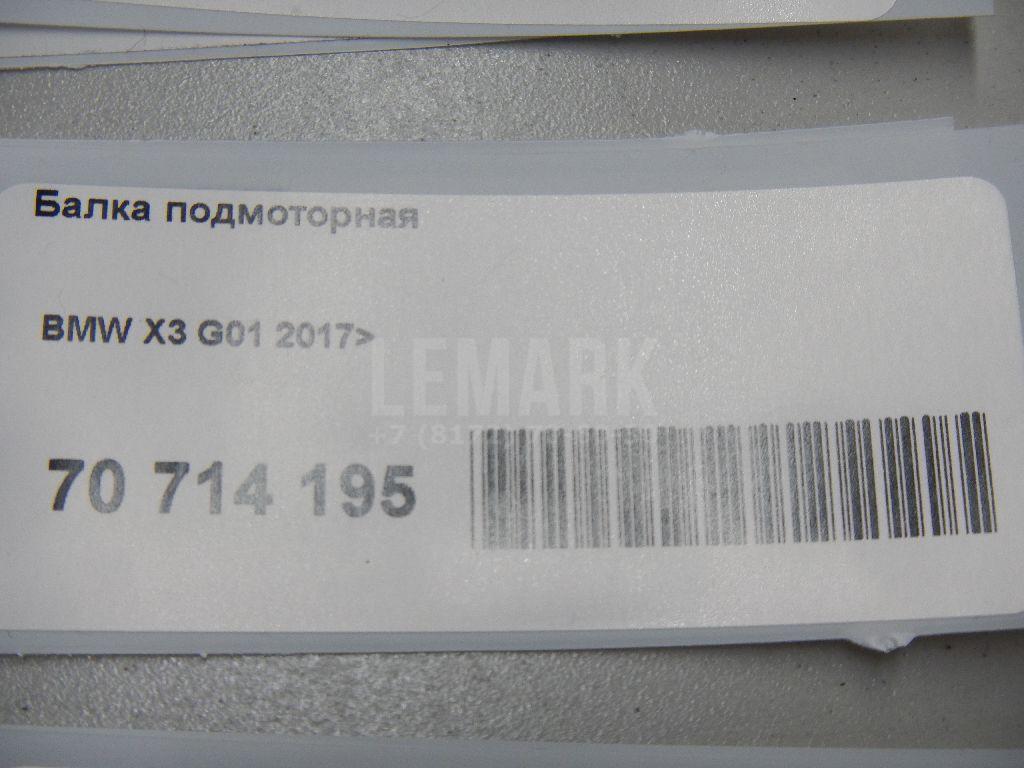 Балка подмоторная
BMW X3 G01 2017>
LEMARK
70 714 195